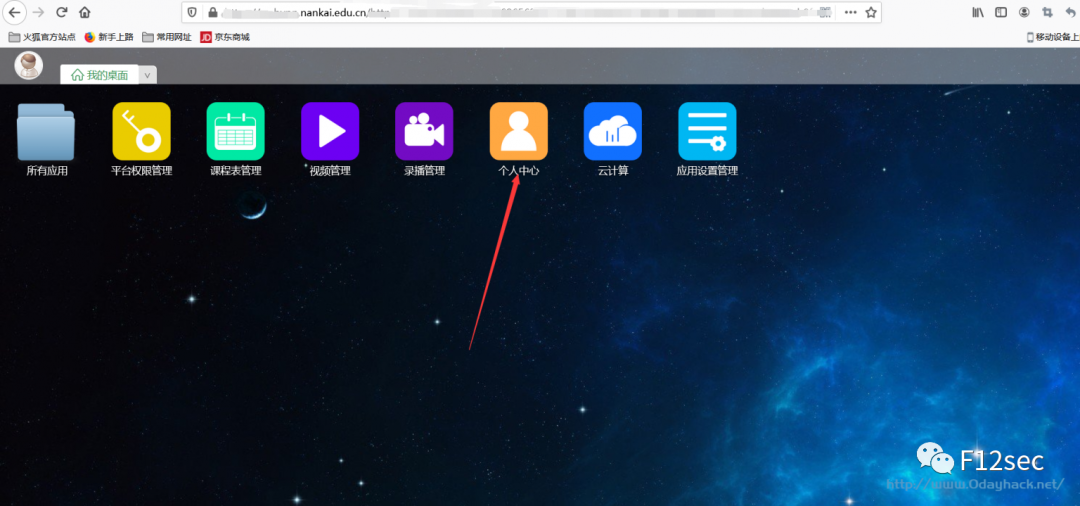 nankai.edu.cn/http
火狐官方站点 新手上路 常用网址 JD 京东商城 移动设备上
我的桌面
所有应用 平台权限管理 课程表管理 视频管理 录播管理 个人中心 云计算 应用设置管理
F12sec
http://www.0dayhack.net/